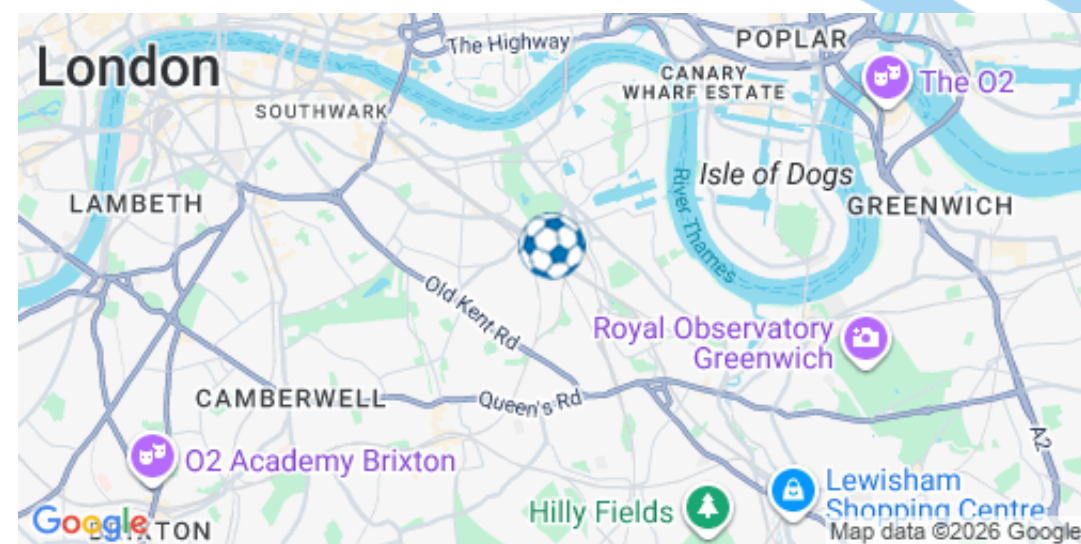 The Highway
POPLAR
London
CANARY
WHARF ESTATE
The O2
SOUTHWARK
Isle of Dogs
LAMBETH
GREENWICH
River Thames
Old Kent Rd
Royal Observatory
Greenwich
CAMBERWELL
Queen's Rd
A2
O2 Academy Brixton
Lewisham
Shopping Centre
Hilly Fields
Google
XTON
Map data ©2026 Google